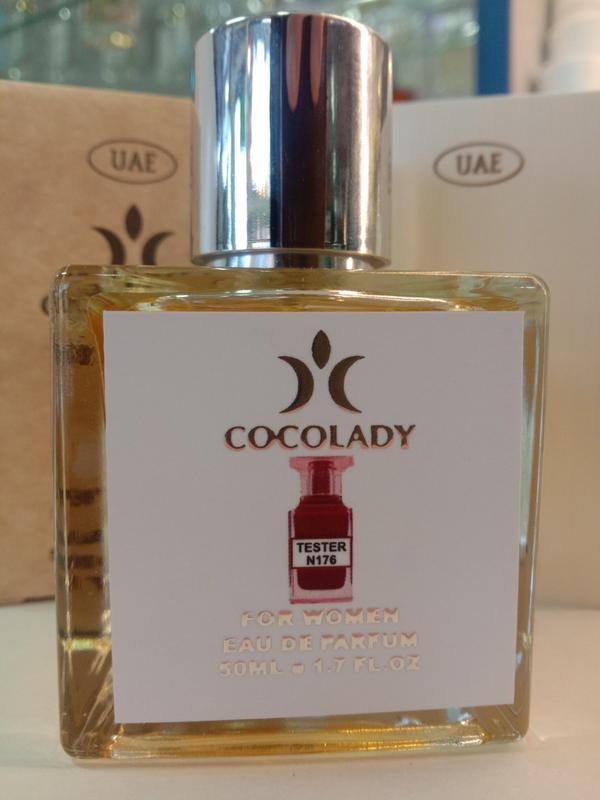 UAE
UAE
COCOLADY
TESTER
N176
FOR WOMEN
EAU DE PARFUM
50ML 1.7 FL.OZ